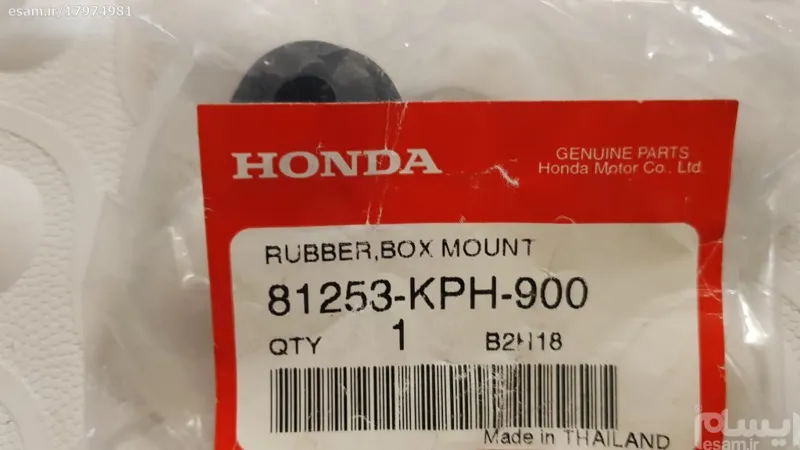 esam.ir/17974981
HONDA
GENUINE PARTS
Honda Motor Co., Ltd.
RUBBER,BOX MOUNT
81253-KPH-900
QTY 1 B2H18
Made in THAILAND
ایسام
esam.ir